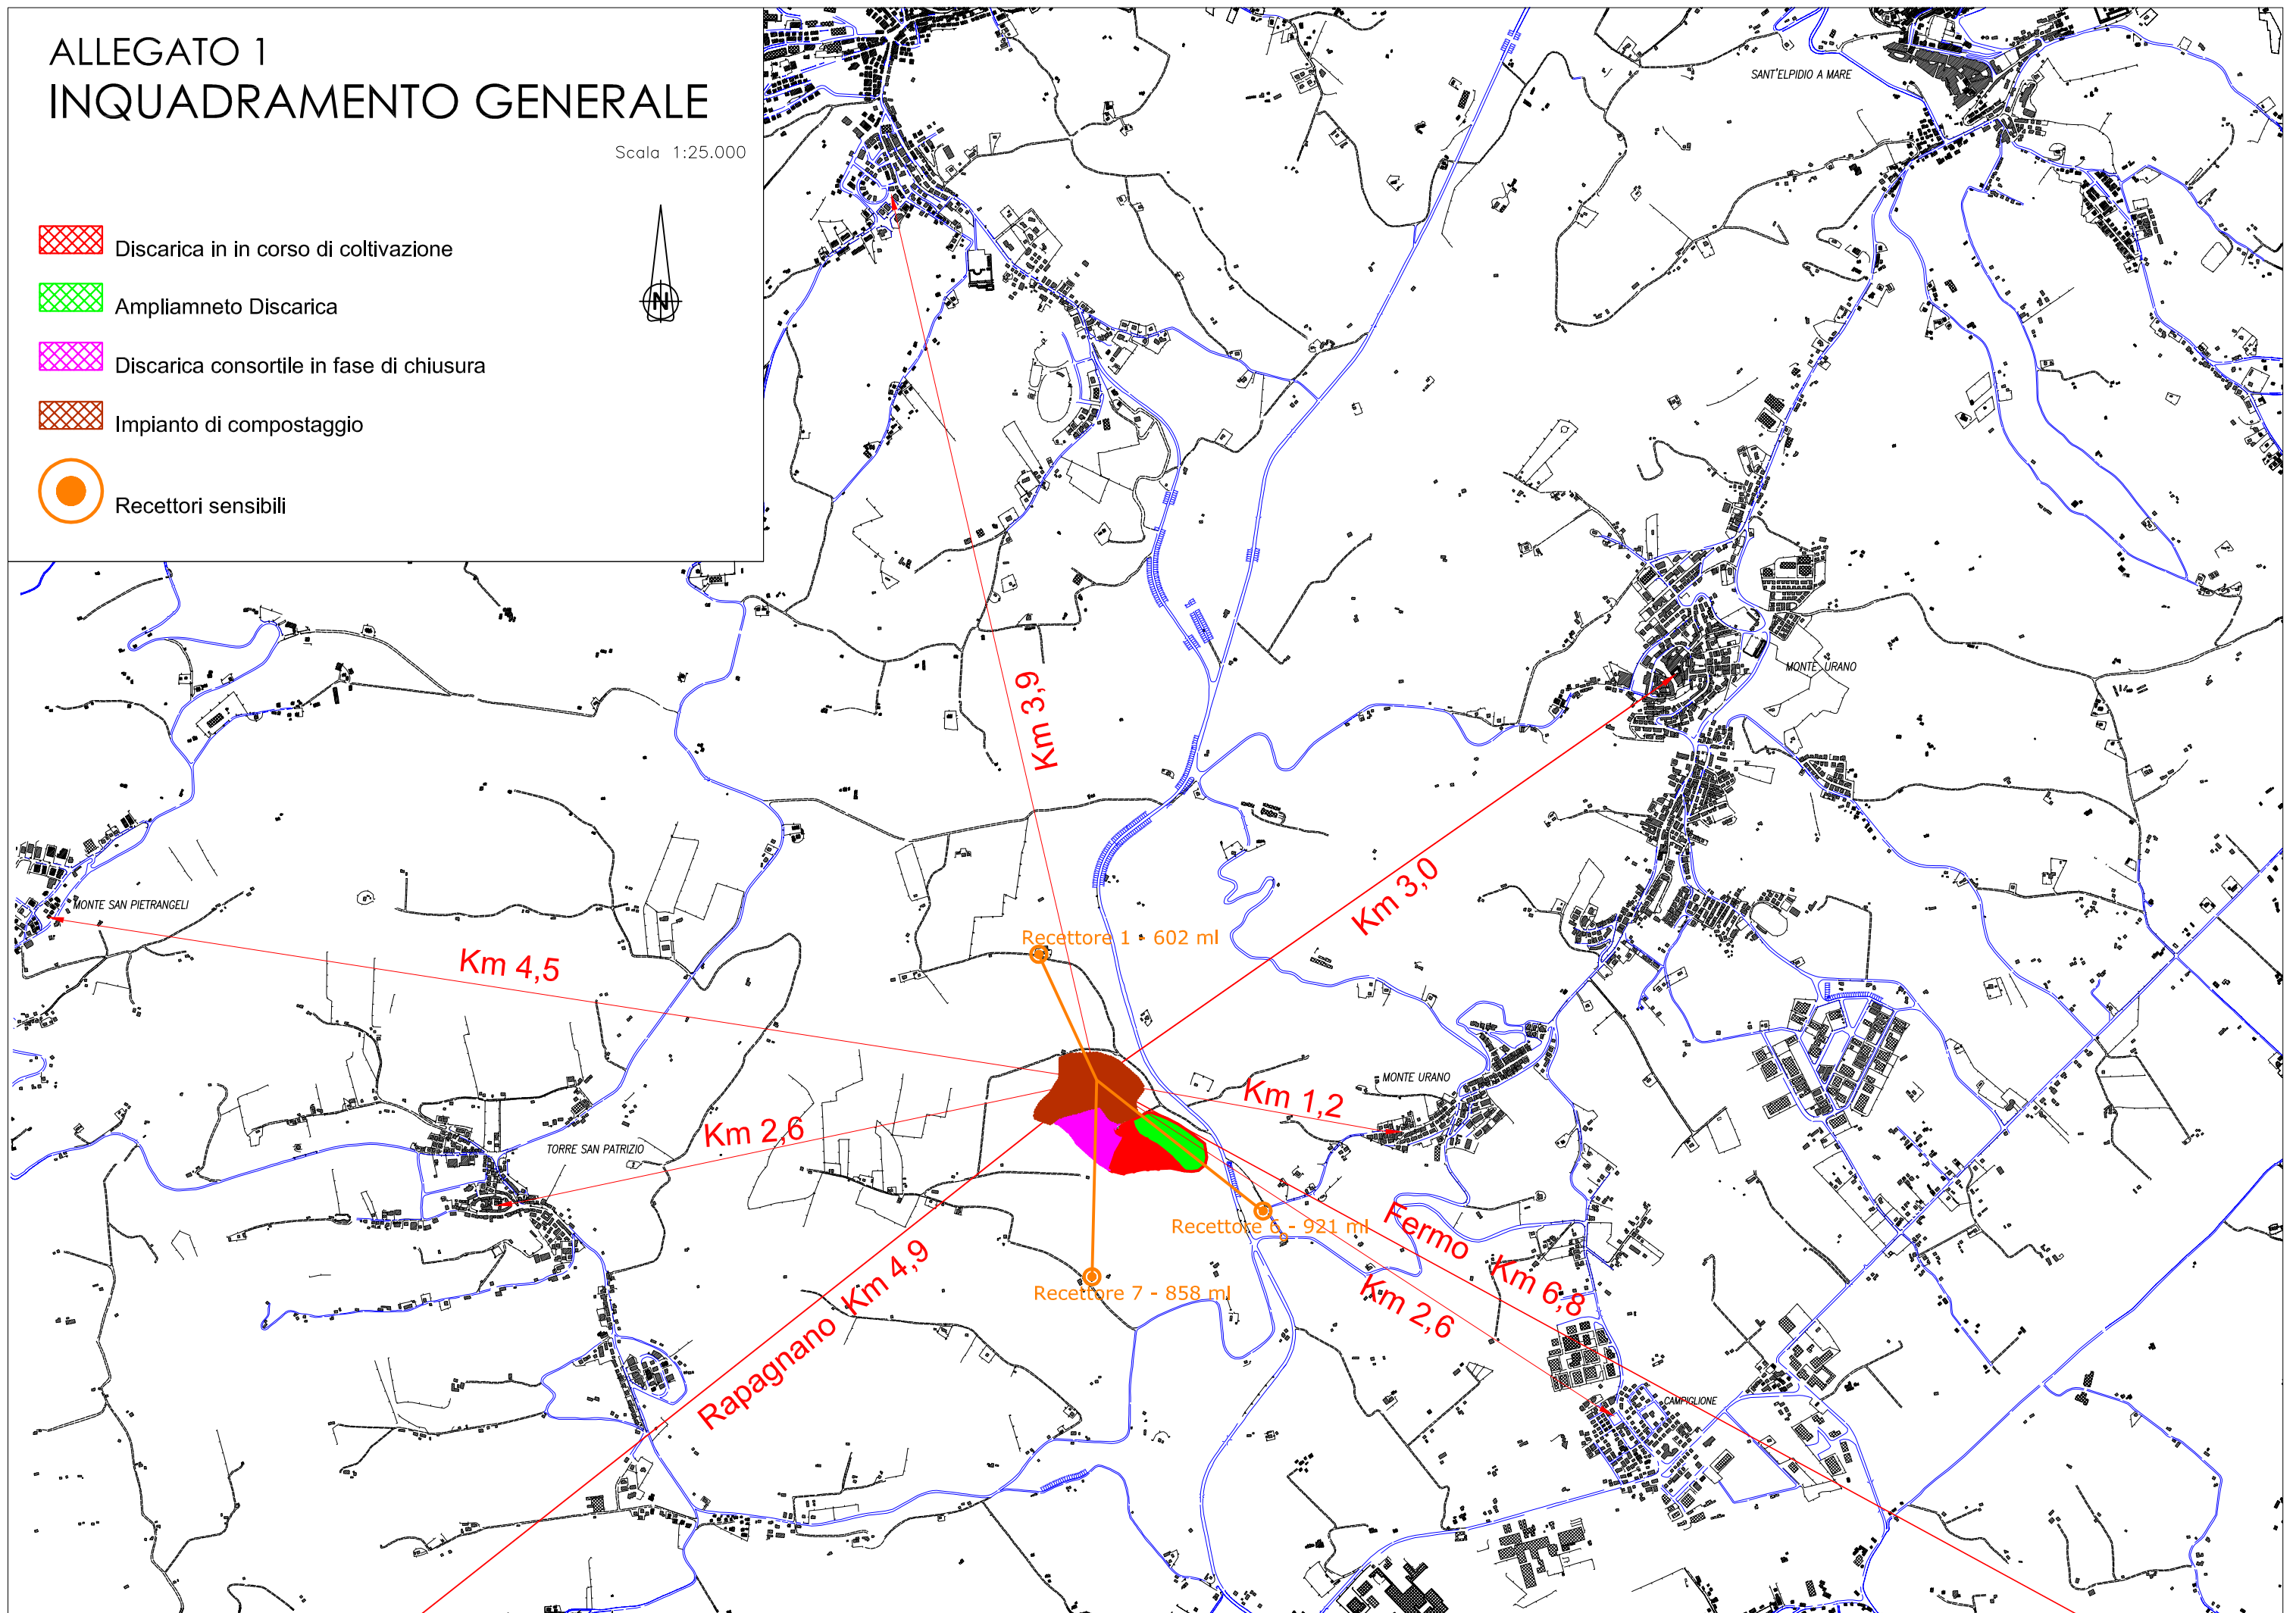 ALLEGATO 1
INQUADRAMENTO GENERALE
Scala 1:25.000
N
Discarica in in corso di coltivazione
Ampliamneto Discarica
Discarica consortile in fase di chiusura
Impianto di compostaggio
Recettori sensibili
SANT'ELPIDIO A MARE
MONTE URANO
Km 3,9
Km 3,0
MONTE SAN PIETRANGELI
Km 4,5
Recettore 1 - 602 ml
MONTE URANO
Km 1,2
Km 2,6
TORRE SAN PATRIZIO
Recettore 6 - 921 ml
Fermo Km 6,8
Recettore 7 - 858 ml
Km 2,6
Rapagnano Km 4,9
CAMPIGLIONE